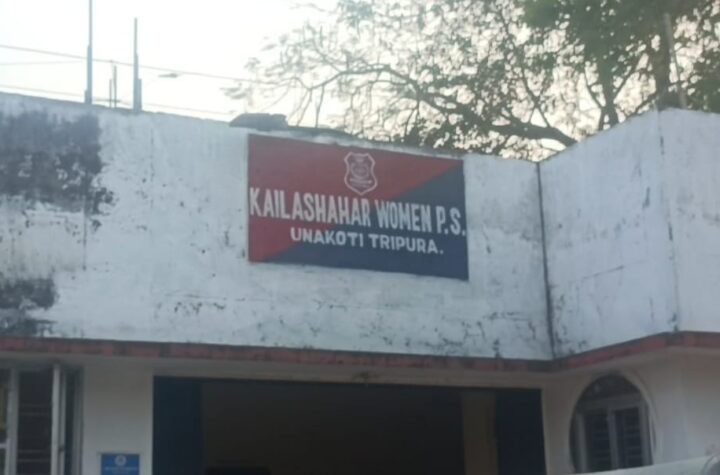 KAILASHAHAR WOMEN P.S.
UNAKOTI TRIPURA.